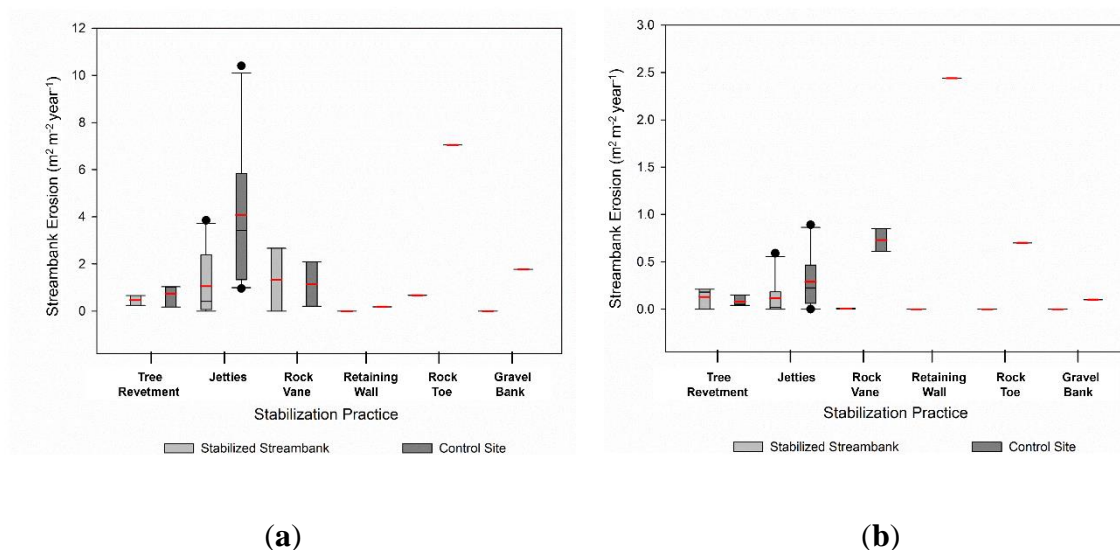 12
10
8
6
4
2
0
Streambank Erosion (m² m⁻² year⁻¹)
Tree
Revetment
Jetties
Rock
Vane
Retaining
Wall
Rock
Toe
Gravel
Bank
Stabilization Practice
Stabilized Streambank
Control Site
(a)
3.0
2.5
2.0
1.5
1.0
0.5
0.0
Streambank Erosion (m² m⁻² year⁻¹)
Tree
Revetment
Jetties
Rock
Vane
Retaining
Wall
Rock
Toe
Gravel
Bank
Stabilization Practice
Stabilized Streambank
Control Site
(b)